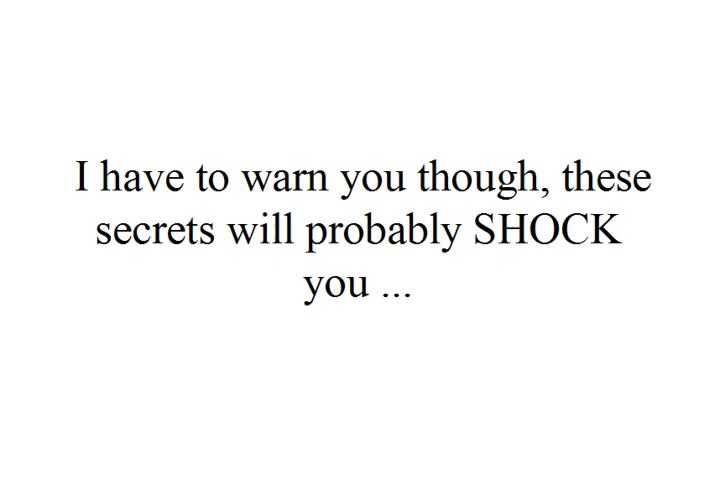 I have to warn you though, these
secrets will probably SHOCK
you ...